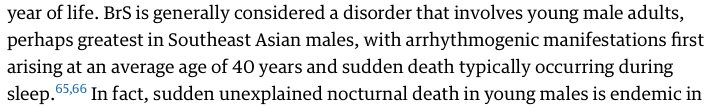 year of life. BrS is generally considered a disorder that involves young male adults,
perhaps greatest in Southeast Asian males, with arrhythmogenic manifestations first
arising at an average age of 40 years and sudden death typically occurring during
sleep.65,66 In fact, sudden unexplained nocturnal death in young males is endemic in